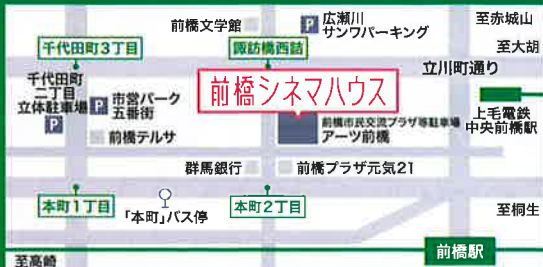 前橋文学館
P
広瀬川
サンワパーキング
至赤城山
千代田町3丁目
諏訪橋西詰
至大胡
立川町通り
千代田町
二丁目
立体駐車場
P
P
市営パーク
五番街
前橋シネマハウス
前橋市民交流プラザ等駐車場
アーツ前橋
上毛電鉄
中央前橋駅
前橋テルサ
群馬銀行
前橋プラザ元気21
本町1丁目
「本町」バス停
本町2丁目
至桐生
前橋駅
至高崎